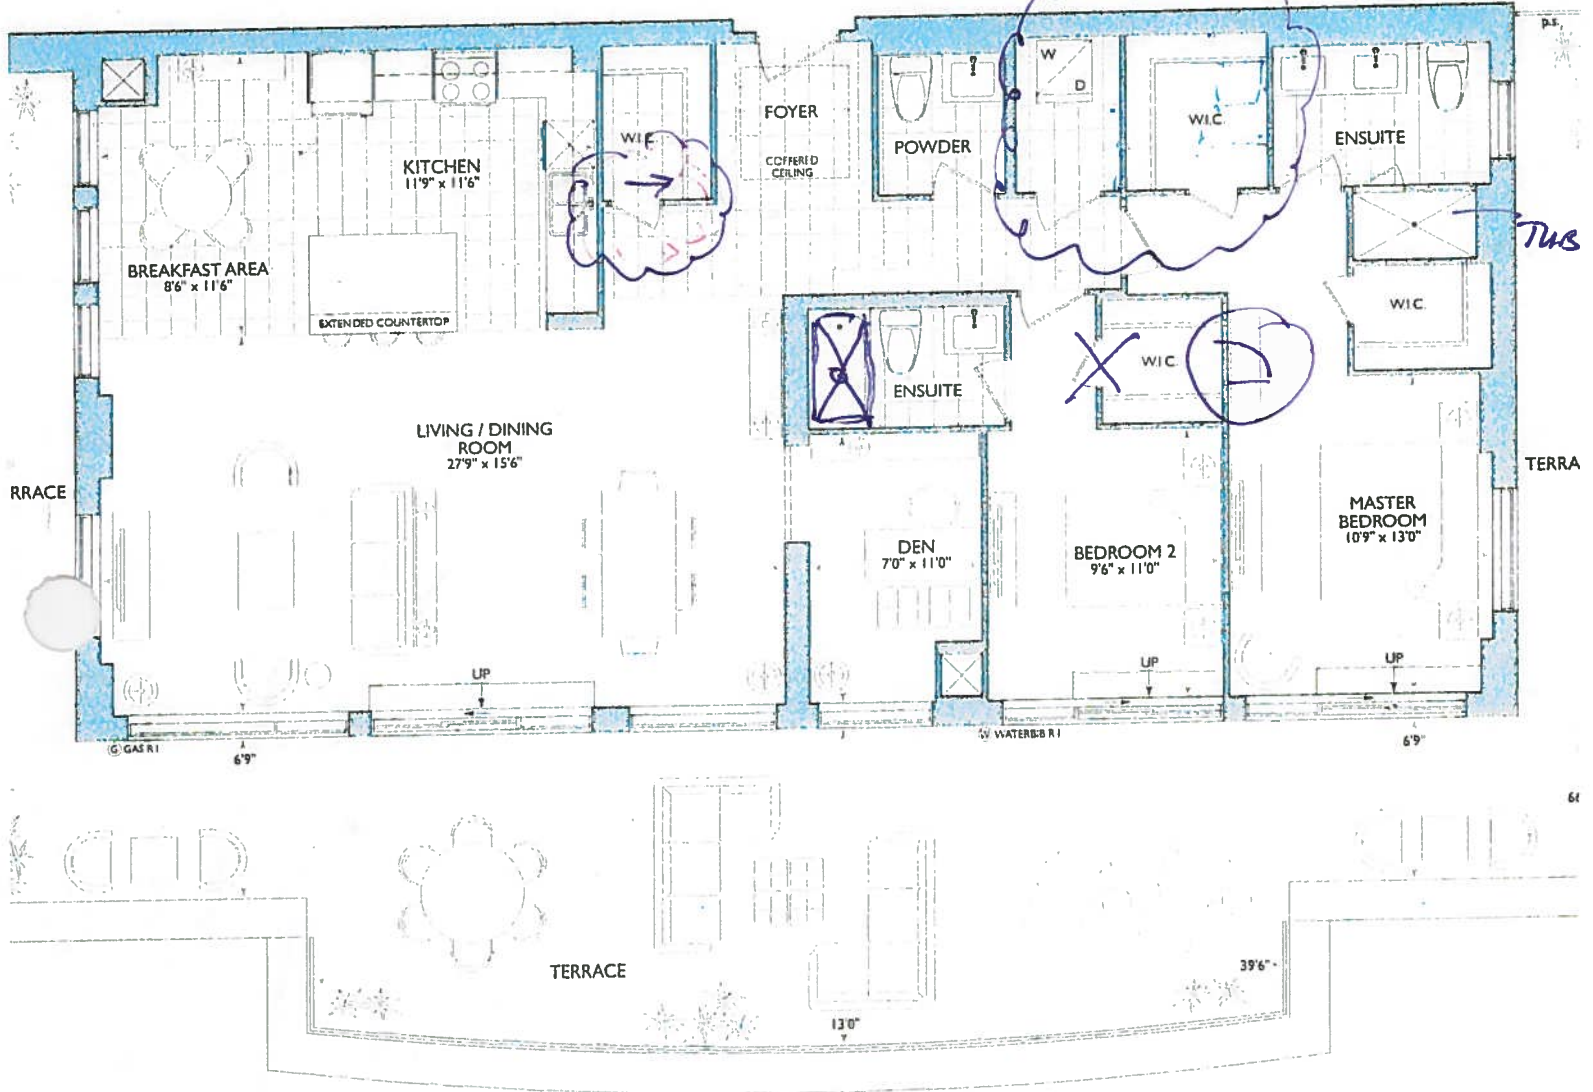 P.S.
W
D
FOYER
COFFERED
CEILING
W.I.C.
KITCHEN
11'9" x 11'6"
POWDER
W.I.C.
ENSUITE
TUB
BREAKFAST AREA
8'6" x 11'6"
EXTENDED COUNTERTOP
W.I.C.
W.I.C.
ENSUITE
LIVING / DINING
ROOM
27'9" x 15'6"
RRACE
TERRA
MASTER
BEDROOM
10'9" x 13'0"
DEN
7'0" x 11'0"
BEDROOM 2
9'6" x 11'0"
UP
UP
UP
G GAS R I
W WATERBIB R I
6'9"
6'9"
TERRACE
39'6"
13'0"